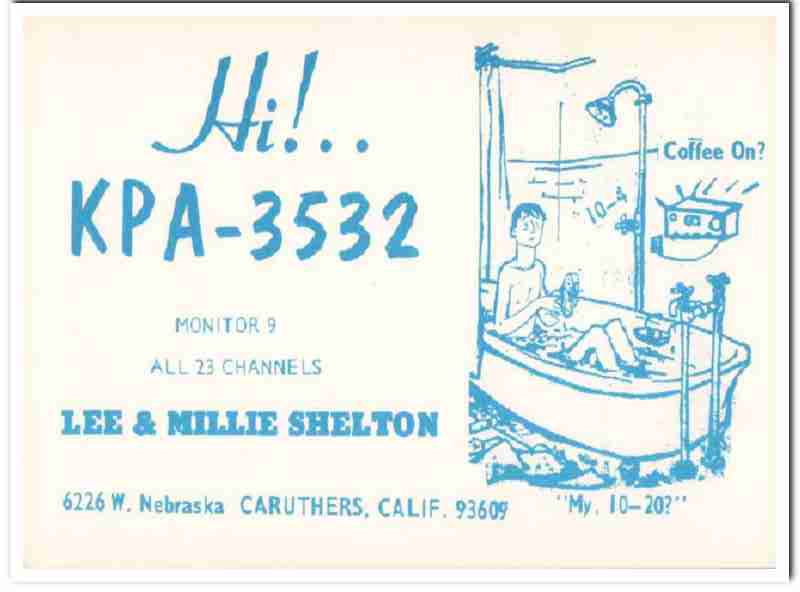 Hi!...
KPA-3532
MONITOR 9
ALL 23 CHANNELS
LEE & MILLIE SHELTON
6226 W. Nebraska CARUTHERS, CALIF. 93609
Coffee On?
10-4
"My, 10-20?"